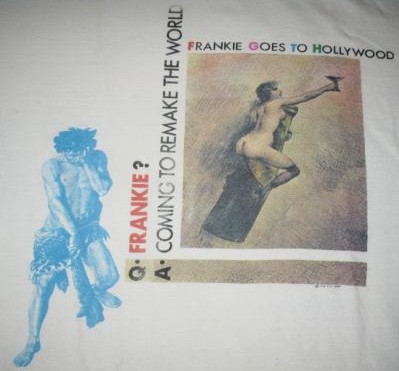 FRANKIE GOES TO HOLLYWOOD
Q· FRANKIE?
A· COMING TO REMAKE THE WORLD